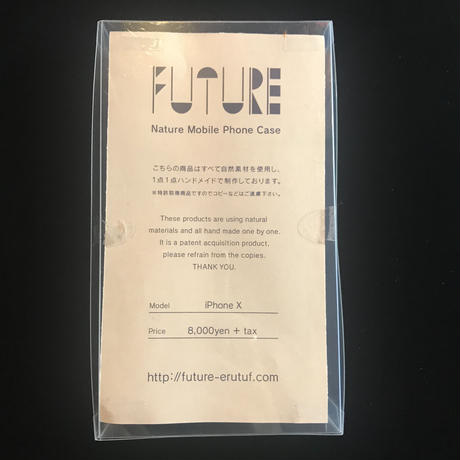 FUTURE
Nature Mobile Phone Case
こちらの商品はすべて自然素材を使用し、
1点1点ハンドメイドで制作しております。
※特許取得商品ですのでコピーなどはご遠慮下さい。
These products are using natural
materials and all hand made one by one.
It is a patent acquisition product,
please refrain from the copies.
THANK YOU.
Model iPhone X
Price 8,000yen + tax
http://future-erutuf.com